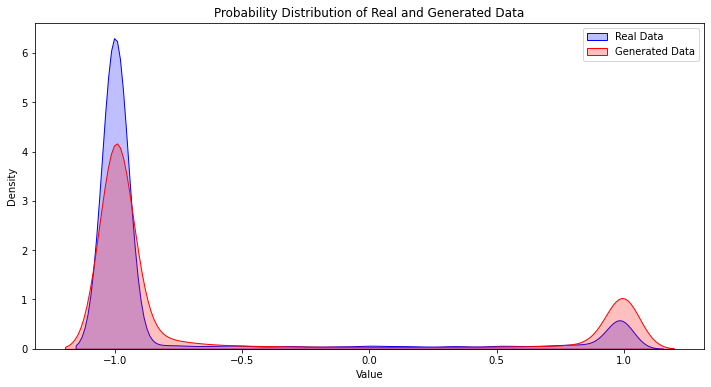 Probability Distribution of Real and Generated Data
Real Data
Generated Data
Density
6
5
4
3
2
1
0
−1.0
−0.5
0.0
0.5
1.0
Value